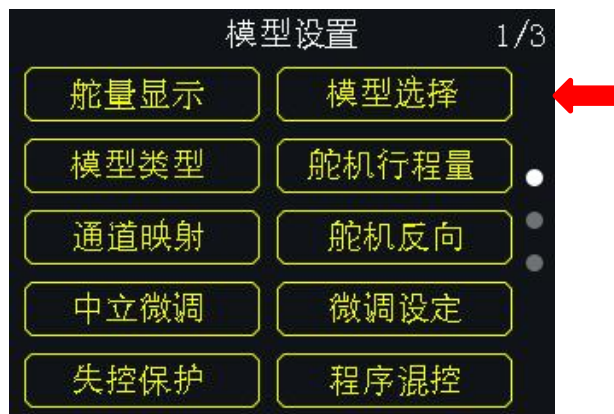 模型设置 1/3
舵量显示 模型选择
模型类型 舵机行程量
通道映射 舵机反向
中立微调 微调设定
失控保护 程序混控